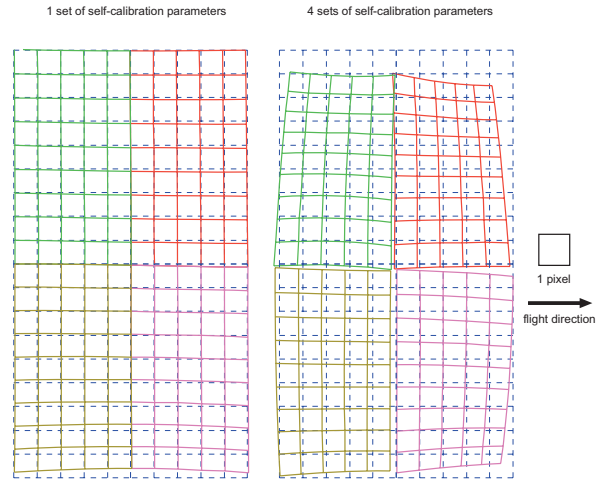 1 set of self-calibration parameters
4 sets of self-calibration parameters
1 pixel
flight direction